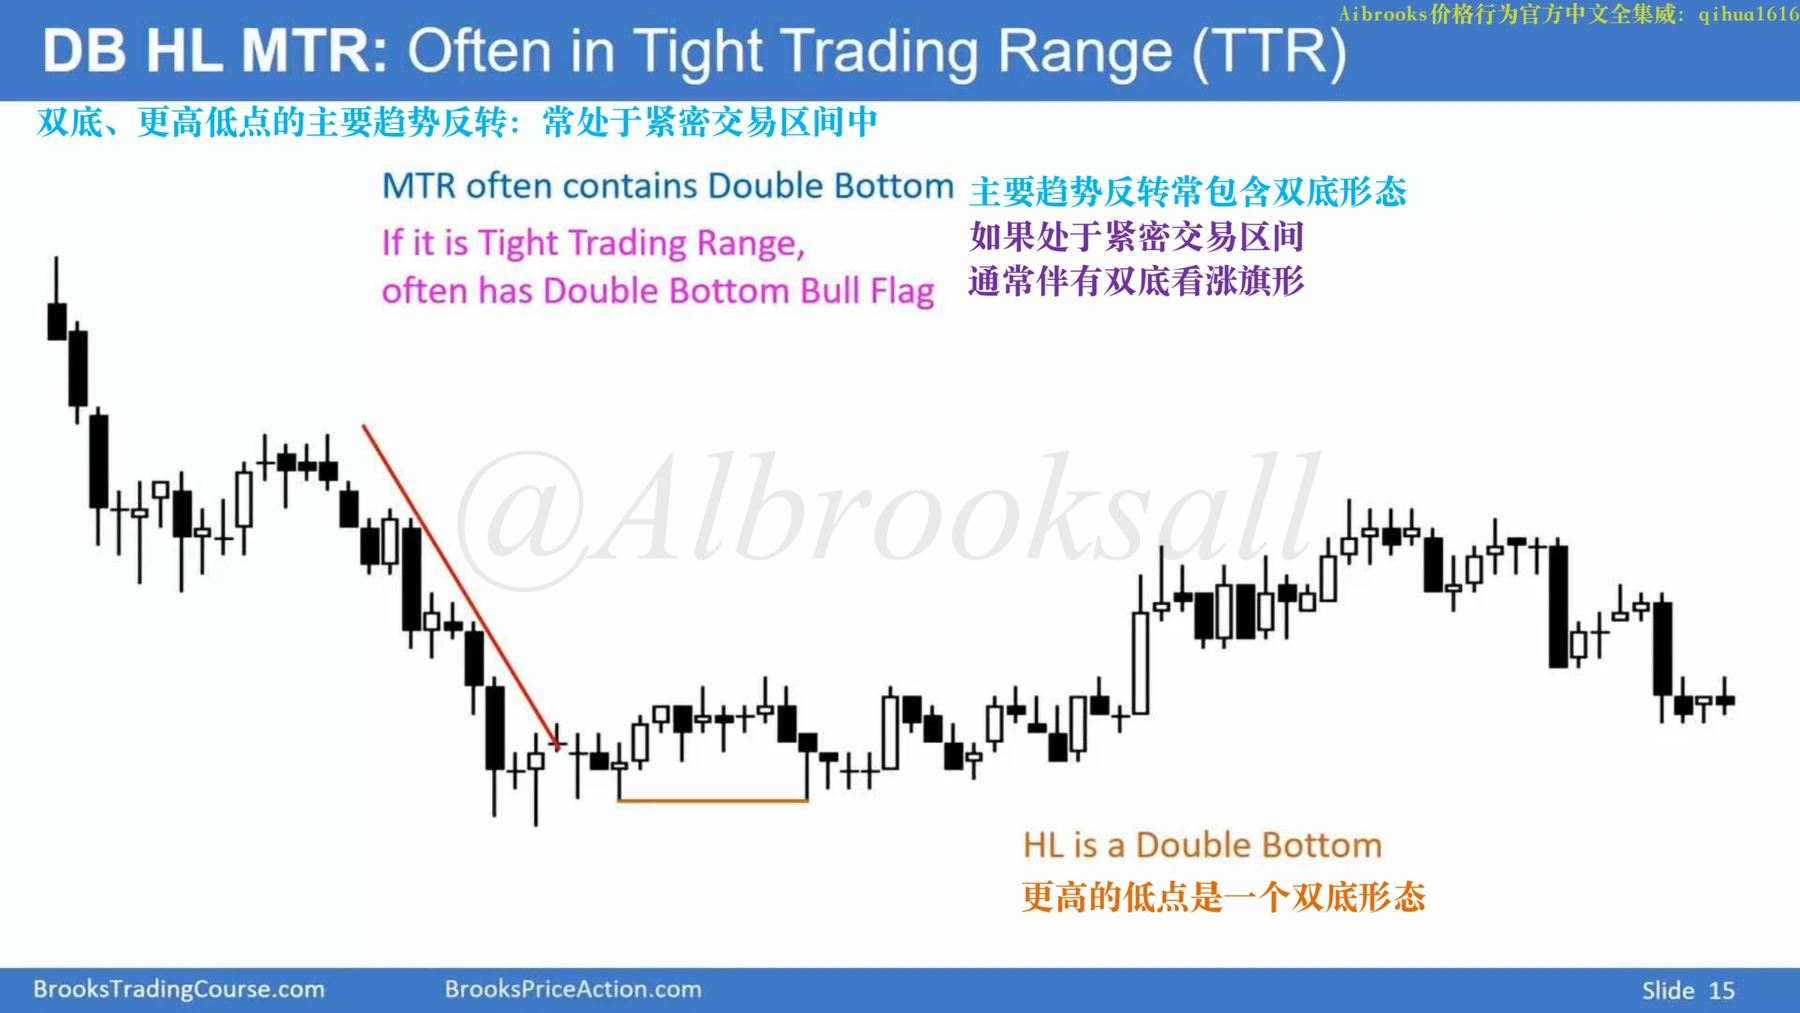 Aibrooks价格行为官方中文全集威：qihua1616
DB HL MTR: Often in Tight Trading Range (TTR)
双底、更高低点的主要趋势反转：常处于紧密交易区间中
MTR often contains Double Bottom
主要趋势反转常包含双底形态
If it is Tight Trading Range,
如果处于紧密交易区间
often has Double Bottom Bull Flag
通常伴有双底看涨旗形
@Albrooksall
HL is a Double Bottom
更高的低点是一个双底形态
BrooksTradingCourse.com
BrooksPriceAction.com
Slide 15